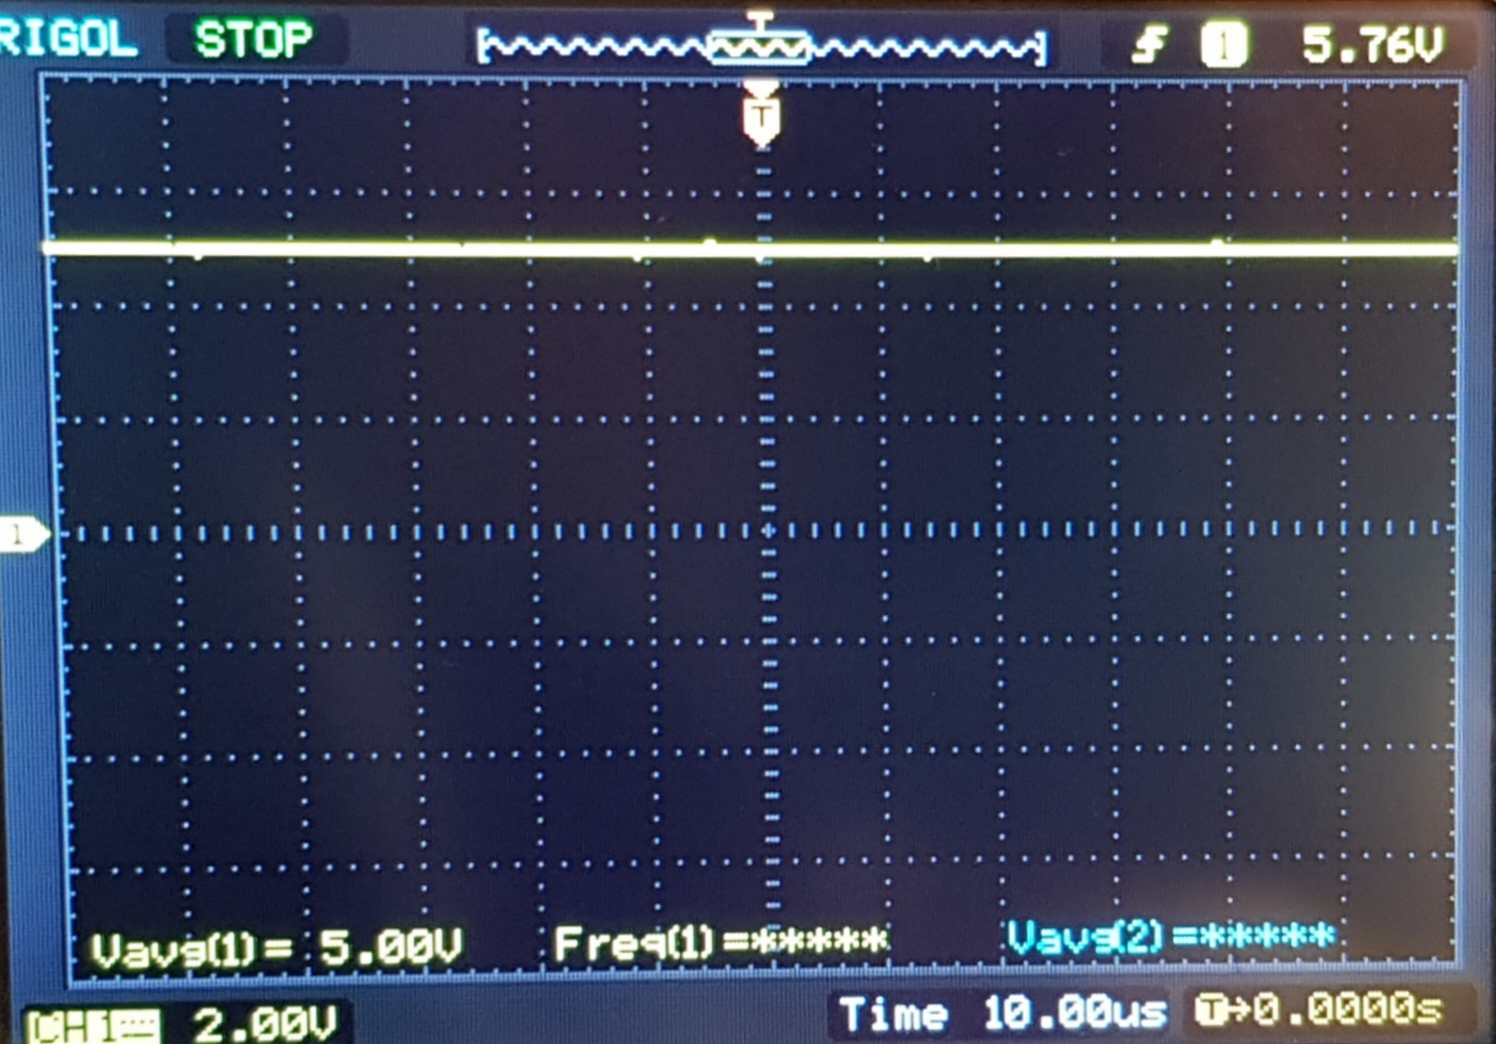 RIGOL STOP T 1 5.76V
T
1
Vavg(1)= 5.00V Freq(1)=***** Vavg(2)=*****
CH1 2.00V Time 10.00us T→0.0000s